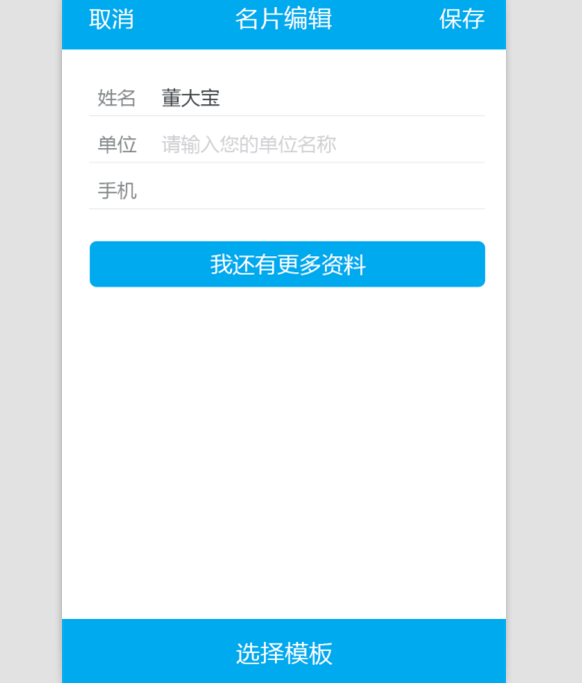 取消 名片编辑 保存
姓名 董大宝
单位 请输入您的单位名称
手机
我还有更多资料
选择模板